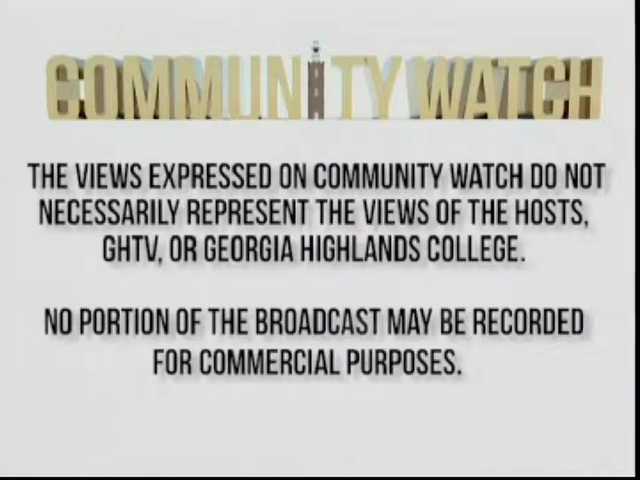 COMMUNITY WATCH
THE VIEWS EXPRESSED ON COMMUNITY WATCH DO NOT
NECESSARILY REPRESENT THE VIEWS OF THE HOSTS,
GHTV, OR GEORGIA HIGHLANDS COLLEGE.
NO PORTION OF THE BROADCAST MAY BE RECORDED
FOR COMMERCIAL PURPOSES.